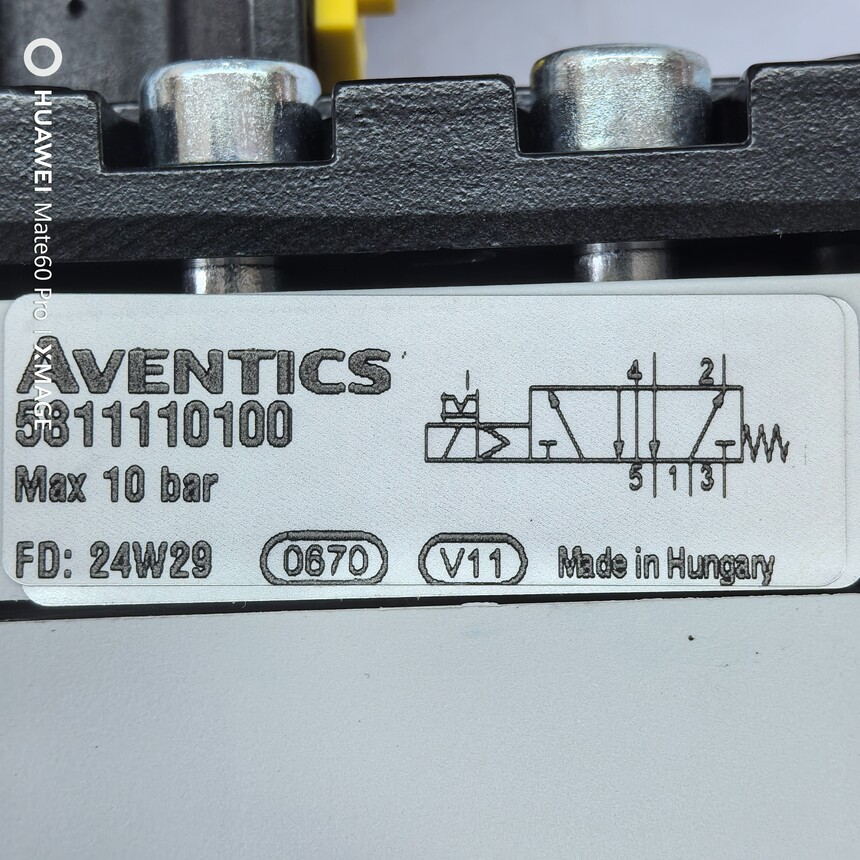 HUAWEI Mate60 Pro | XMAGE
AVENTICS
5811110100
Max 10 bar
FD: 24W29 0670 V11 Made in Hungary
4 2
5 1 3